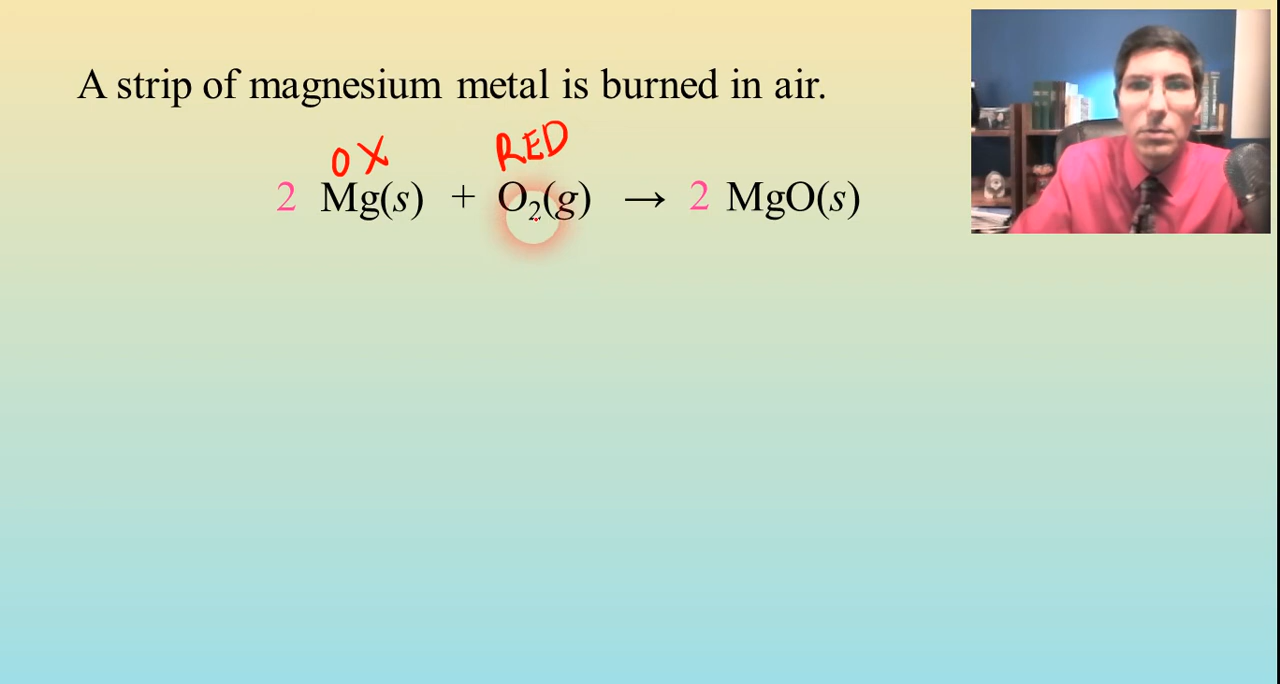 A strip of magnesium metal is burned in air.
OX RED
2 Mg(s) + O₂(g) → 2 MgO(s)